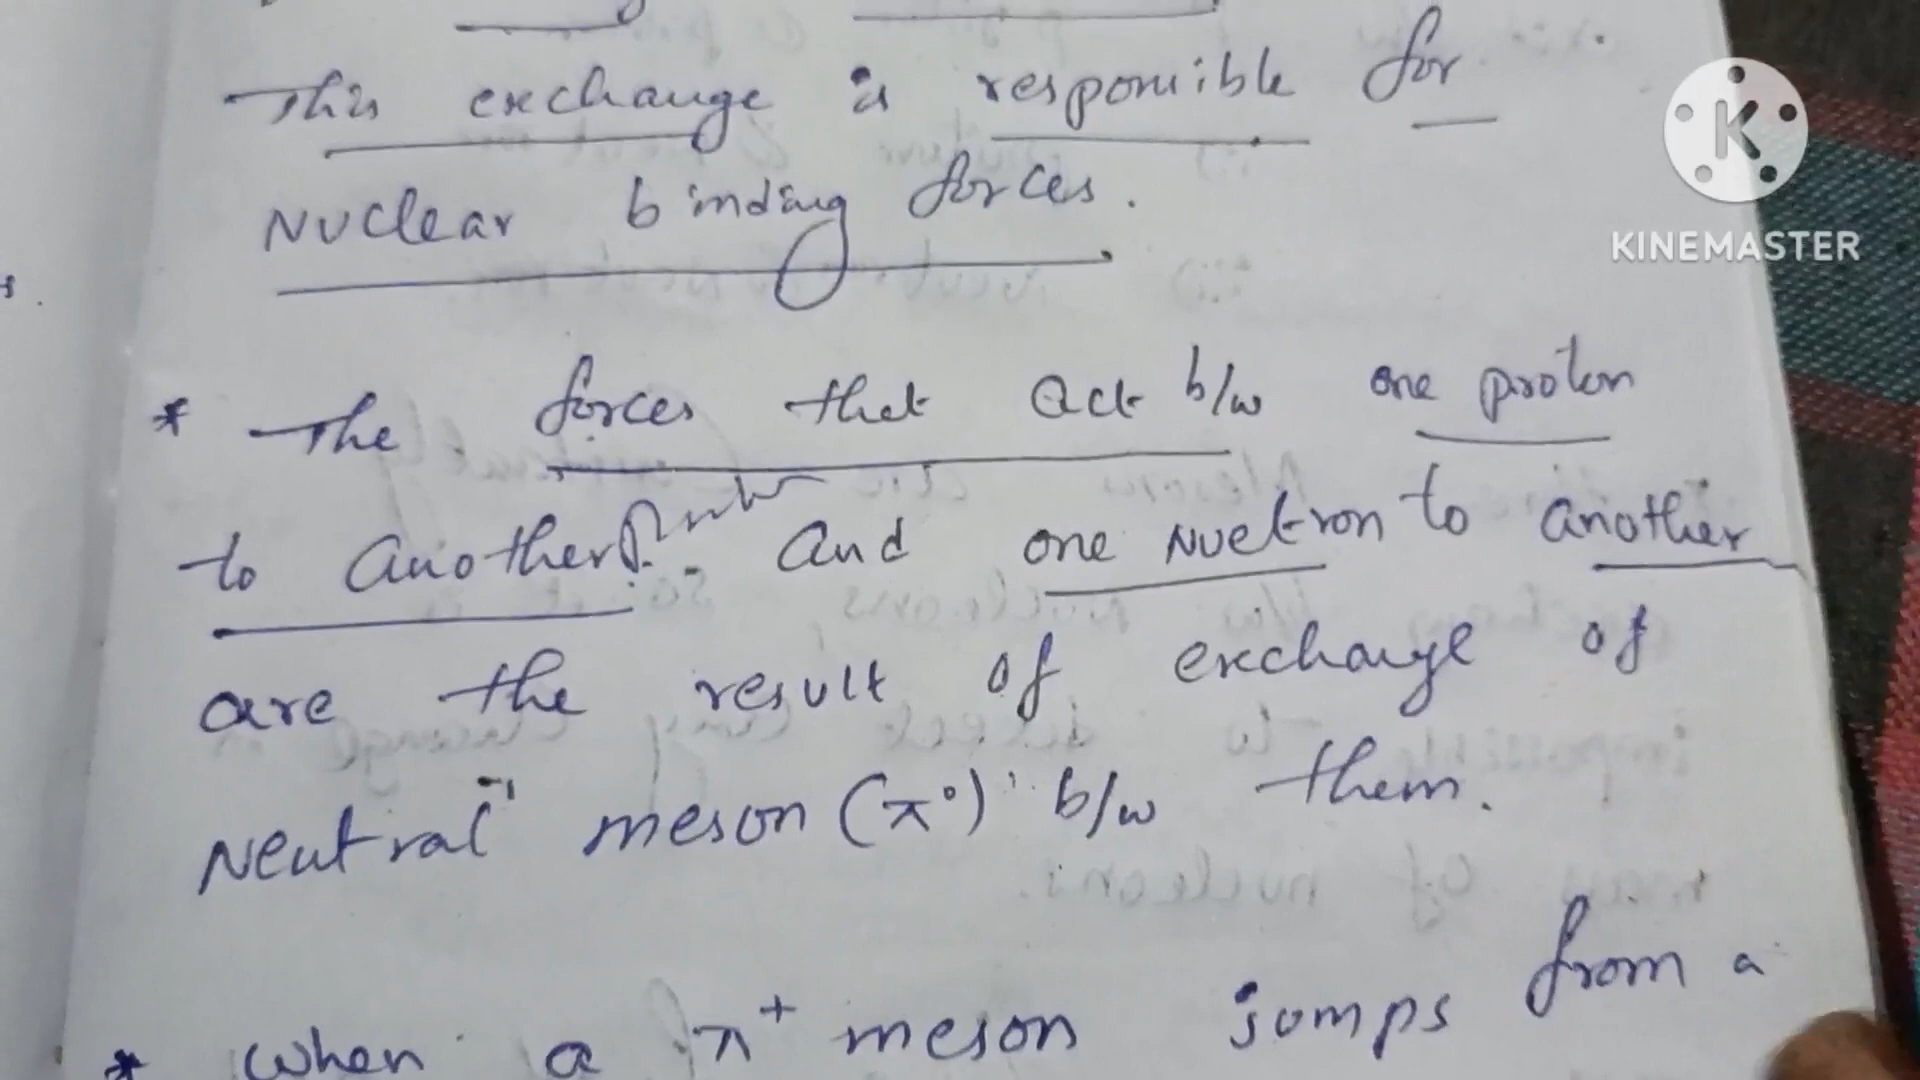 This exchange is responsible for
Nuclear binding forces.
* The forces that act b/w one proton
to another Proton and one Nuetron to another
are the result of exchange of
Neutral meson (π°) b/w them.
* when a π+ meson jumps from a
K
KINEMASTER